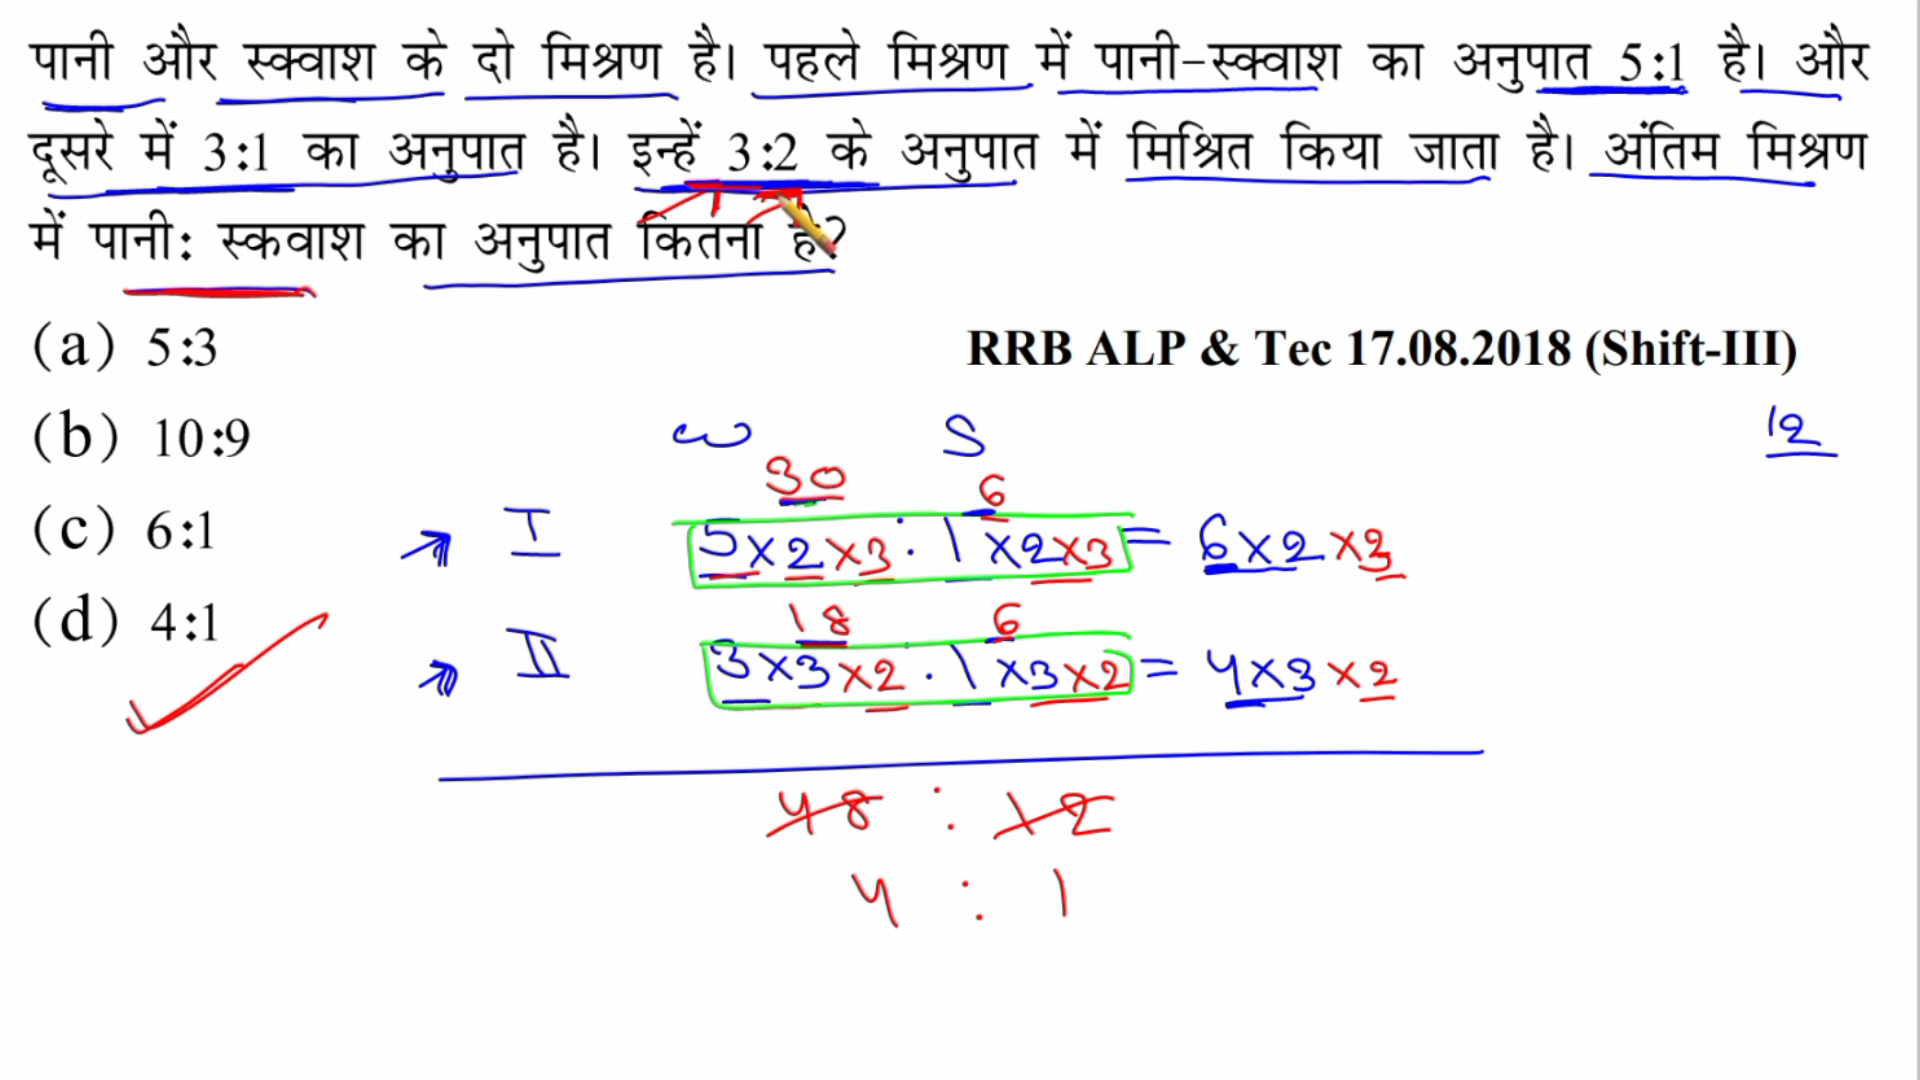 पानी और स्क्वाश के दो मिश्रण है। पहले मिश्रण में पानी-स्क्वाश का अनुपात 5:1 है। और
दूसरे में 3:1 का अनुपात है। इन्हें 3:2 के अनुपात में मिश्रित किया जाता है। अंतिम मिश्रण
में पानी: स्कवाश का अनुपात कितना है?
(a) 5:3
RRB ALP & Tec 17.08.2018 (Shift-III)
(b) 10:9
(c) 6:1
(d) 4:1
W S
12
30 6
I 5×2×3 : 1×2×3 = 6×2×3
18 6
II 3×3×2 : 1×3×2 = 4×3×2
48 : 12
4 : 1